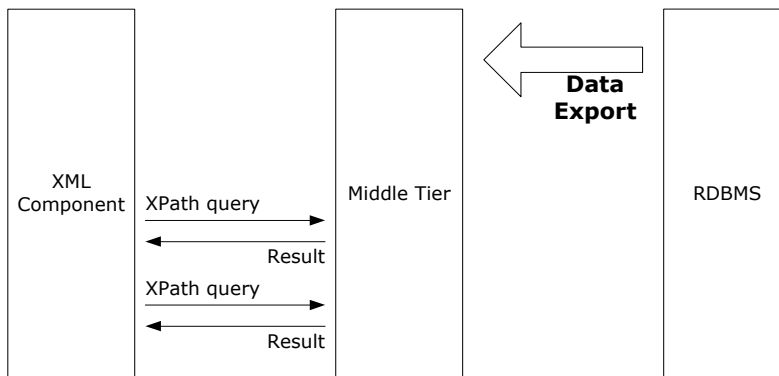 Data
Export
XML
Component
Middle Tier
RDBMS
XPath query
Result
XPath query
Result